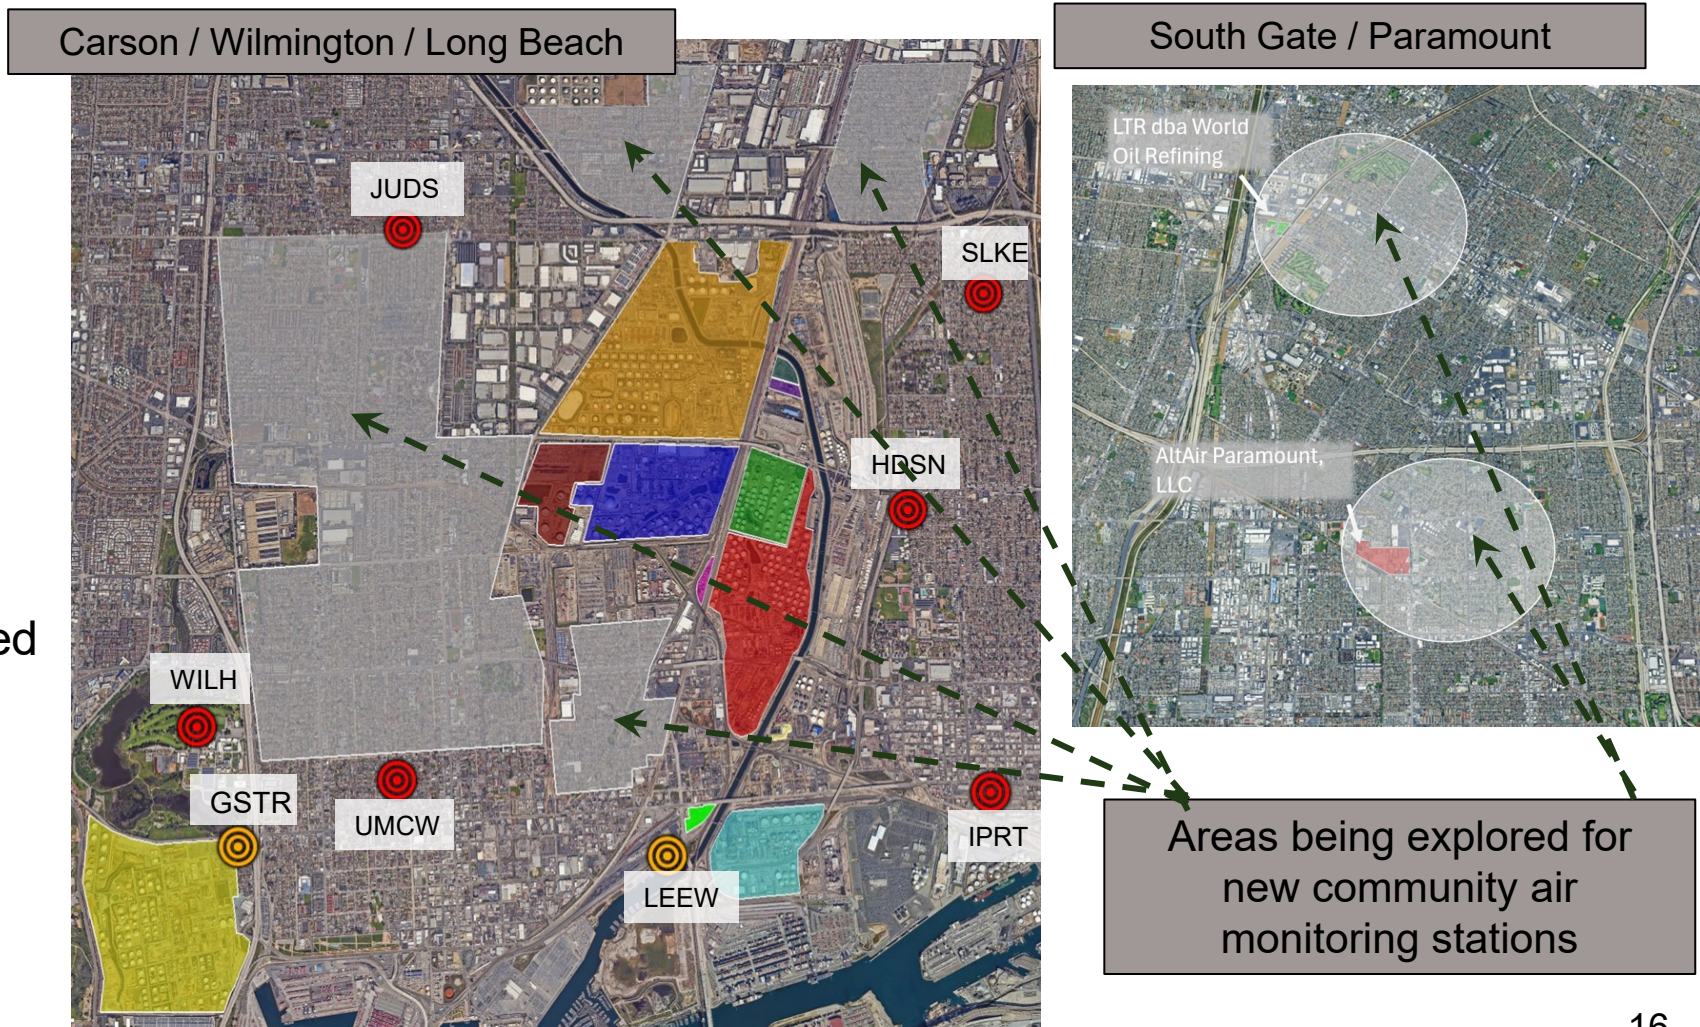 Carson / Wilmington / Long Beach
South Gate / Paramount
LTR dba World
Oil Refining
JUDS
SLKE
HDSN
AltAir Paramount,
LLC
ed
WILH
GSTR
UMCW
IPRT
LEEW
Areas being explored for
new community air
monitoring stations
16